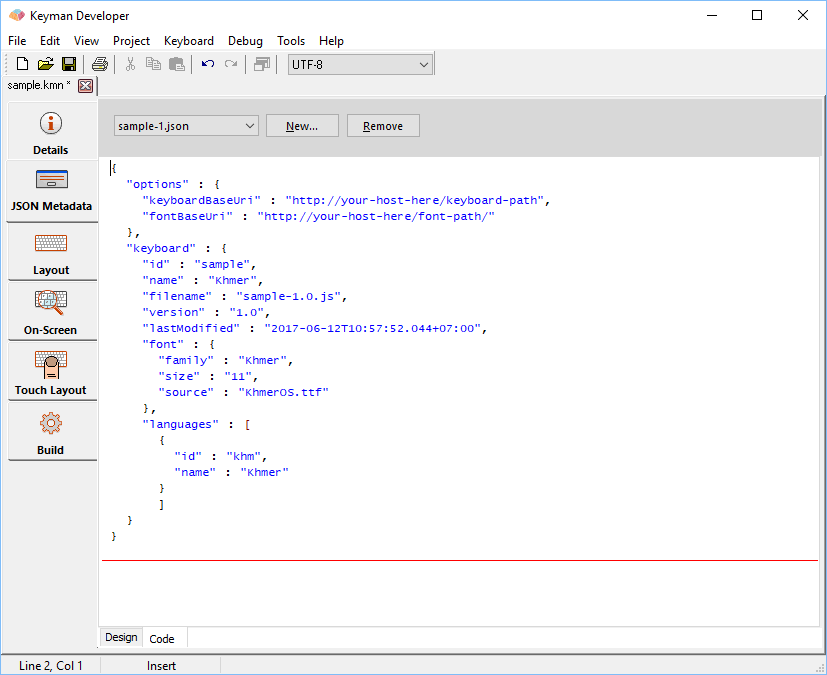 Keyman Developer
File Edit View Project Keyboard Debug Tools Help
UTF-8
sample.kmn *
Details
JSON Metadata
Layout
On-Screen
Touch Layout
Build
sample-1.json New... Remove
{
"options" : {
"keyboardBaseUri" : "http://your-host-here/keyboard-path",
"fontBaseUri" : "http://your-host-here/font-path/"
},
"keyboard" : {
"id" : "sample",
"name" : "Khmer",
"filename" : "sample-1.0.js",
"version" : "1.0",
"lastModified" : "2017-06-12T10:57:52.044+07:00",
"font" : {
"family" : "Khmer",
"size" : "11",
"source" : "KhmerOS.ttf"
},
"languages" : [
{
"id" : "khm",
"name" : "Khmer"
}
]
}
}
Design Code
Line 2, Col 1 Insert